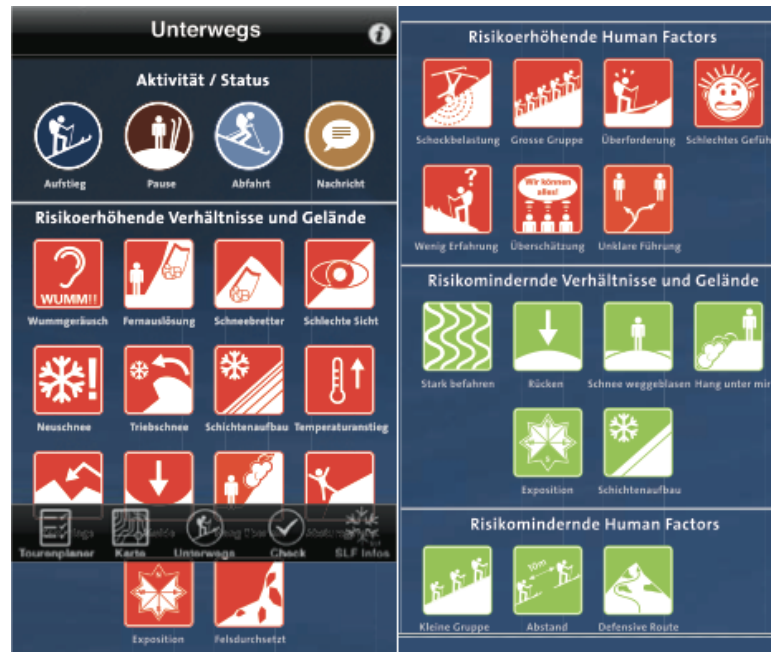 Unterwegs
Aktivität / Status
Aufstieg Pause Abfahrt Nachricht
Risikoerhöhende Verhältnisse und Gelände
WUMM!!
Wummgeräusch Fernauslösung Schneebretter Schlechte Sicht
Neuschnee Triebschnee Schichtenaufbau Temperaturanstieg
Tourenplaner Karte Unterwegs Check SLF Infos
Exposition Felsdurchsetzt
Risikoerhöhende Human Factors
Schockbelastung Grosse Gruppe Überforderung Schlechtes Gefüh
?
Wir können
alles!
Wenig Erfahrung Überschätzung Unklare Führung
Risikomindernde Verhältnisse und Gelände
Stark befahren Rücken Schnee weggeblasen Hang unter mir
Exposition Schichtenaufbau
Risikomindernde Human Factors
10m
Kleine Gruppe Abstand Defensive Route